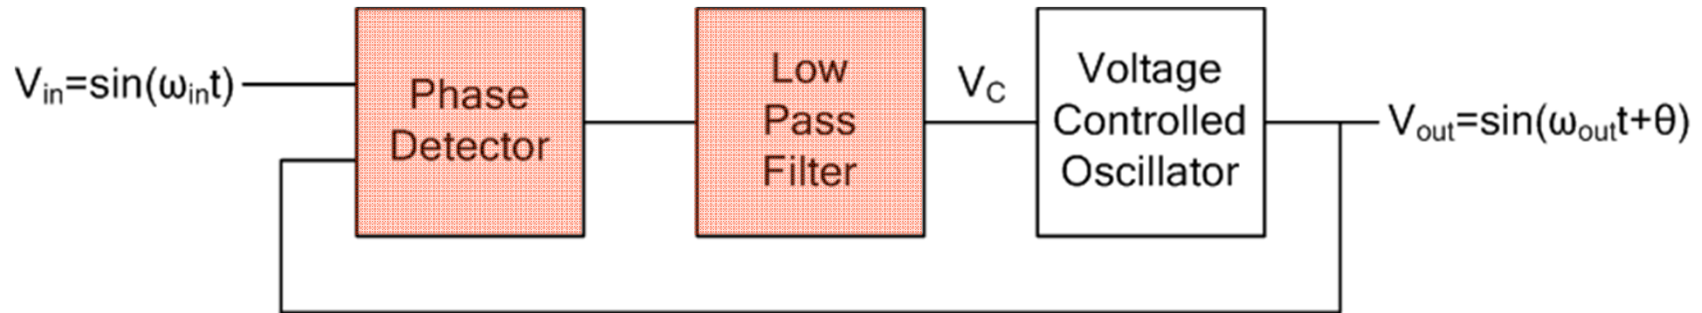 Vin=sin(ωint)
Phase
Detector
Low
Pass
Filter
VC
Voltage
Controlled
Oscillator
Vout=sin(ωoutt+θ)